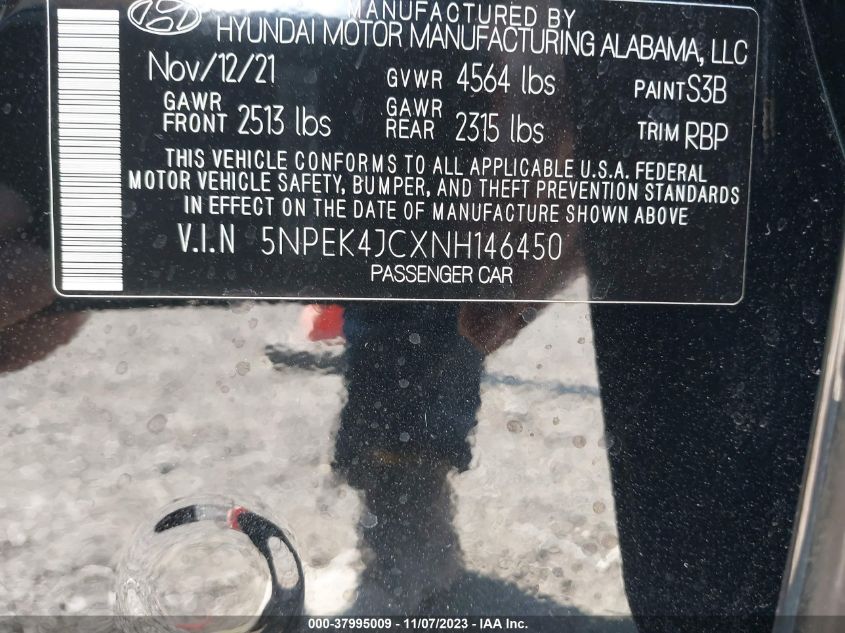 MANUFACTURED BY
HYUNDAI MOTOR MANUFACTURING ALABAMA, LLC
Nov/12/21 GVWR 4564 lbs PAINT S3B
GAWR FRONT 2513 lbs GAWR REAR 2315 lbs TRIM RBP
THIS VEHICLE CONFORMS TO ALL APPLICABLE U.S.A. FEDERAL
MOTOR VEHICLE SAFETY, BUMPER, AND THEFT PREVENTION STANDARDS
IN EFFECT ON THE DATE OF MANUFACTURE SHOWN ABOVE
V.I.N 5NPEK4JCXNH146450
PASSENGER CAR
000-37995009 - 11/07/2023 - IAA Inc.